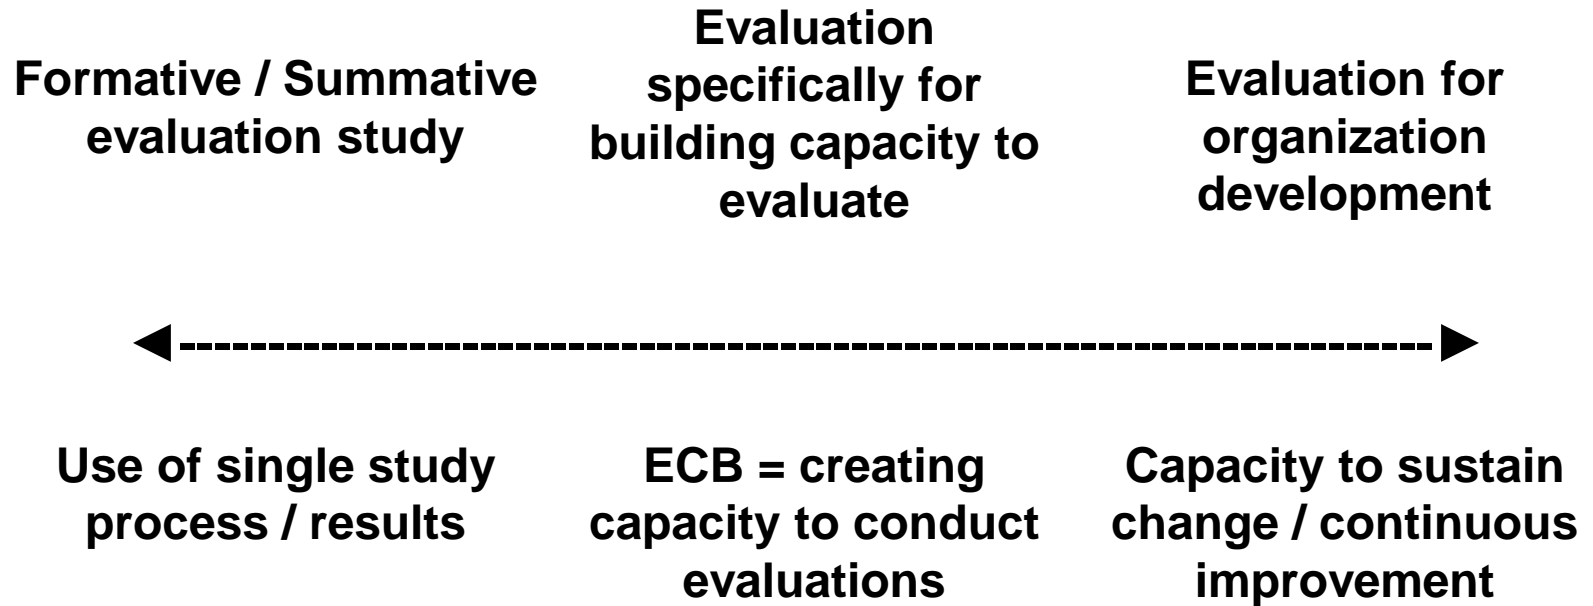 Formative / Summative
evaluation study
Evaluation
specifically for
building capacity to
evaluate
Evaluation for
organization
development
Use of single study
process / results
ECB = creating
capacity to conduct
evaluations
Capacity to sustain
change / continuous
improvement